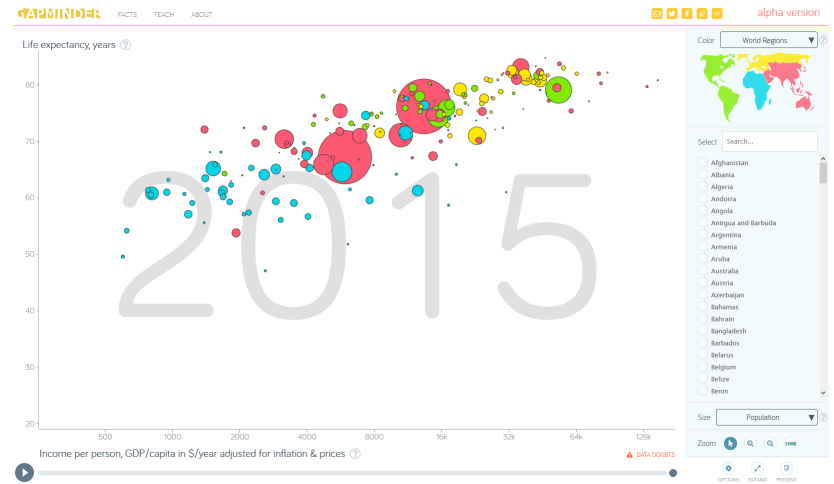 GAPMINDER FACTS TEACH ABOUT alpha version
Life expectancy, years ?
Color World Regions ▼ ?
80
70
60
50
40
30
20
2015
500 1000 2000 4000 8000 16k 32k 64k 128k
Income per person, GDP/capita in $/year adjusted for inflation & prices ?
DATA DOUBTS
Select Search...
Afghanistan
Albania
Algeria
Andorra
Angola
Antigua and Barbuda
Argentina
Armenia
Aruba
Australia
Austria
Azerbaijan
Bahamas
Bahrain
Bangladesh
Barbados
Belarus
Belgium
Belize
Benin
Size Population ▼ ?
Zoom 100%
OPTIONS EXPAND PRESENT